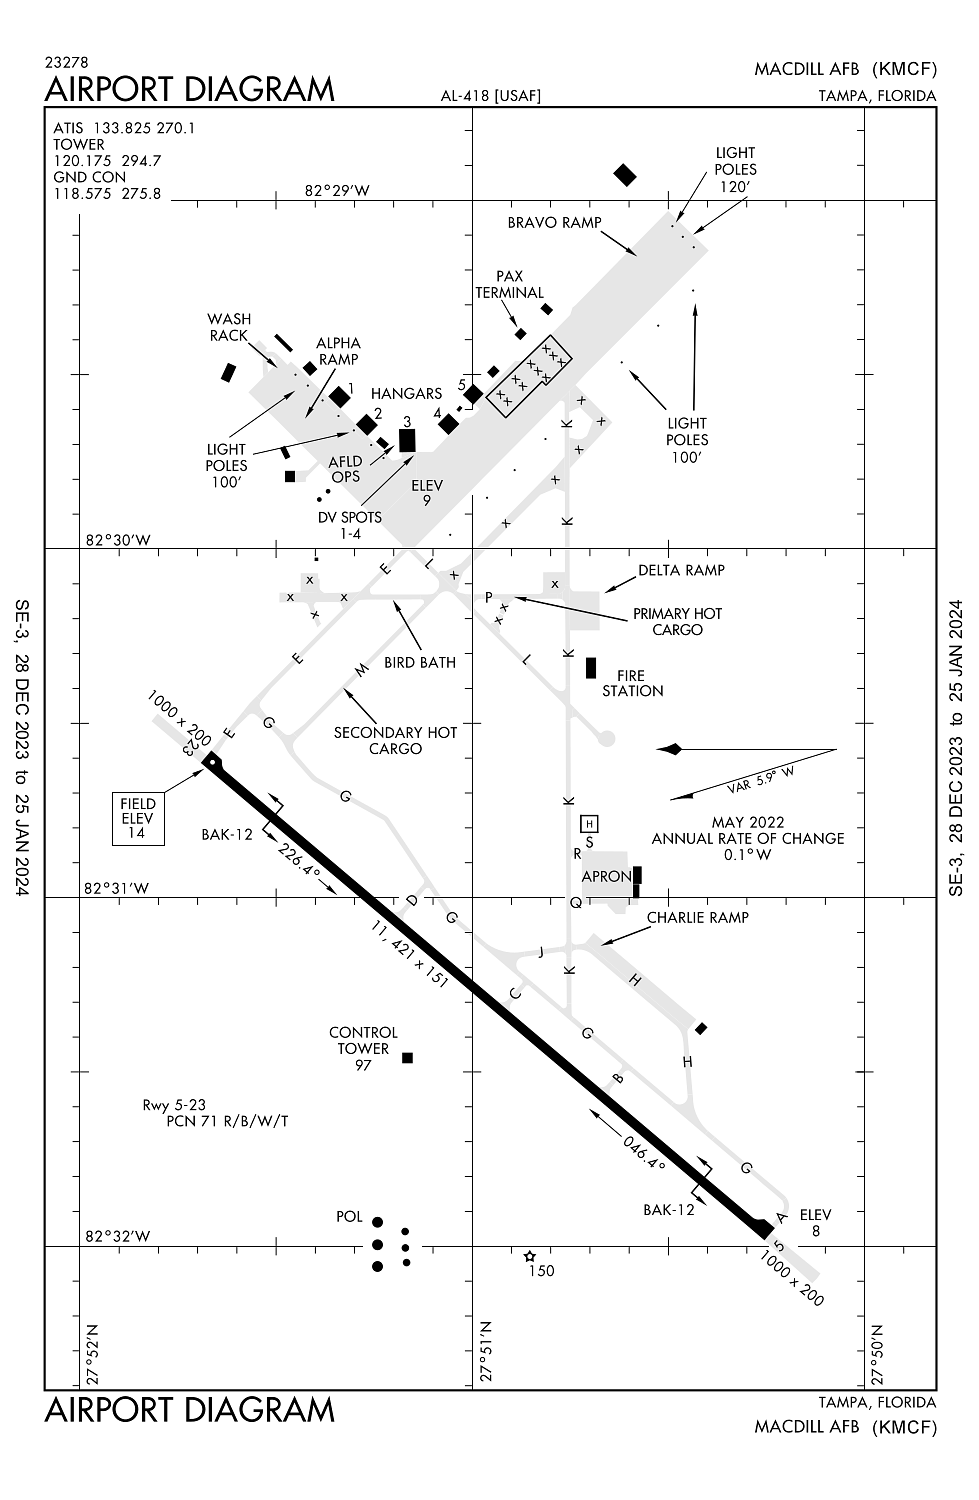 23278
AIRPORT DIAGRAM
AL-418 [USAF]
MACDILL AFB (KMCF)
TAMPA, FLORIDA
ATIS 133.825 270.1
TOWER
120.175 294.7
GND CON
118.575 275.8
82°29'W
LIGHT
POLES
120'
BRAVO RAMP
PAX
TERMINAL
WASH
RACK
ALPHA
RAMP
HANGARS
1
2
3
4
5
LIGHT
POLES
100'
AFLD
OPS
DV SPOTS
1-4
ELEV
9
LIGHT
POLES
100'
x x x x x x x x x x
x
x
K
x
x
K
x
82°30'W
E
L
x
x
x
x
x
x
P
x
x
x
DELTA RAMP
PRIMARY HOT
CARGO
BIRD BATH
E
M
L
K
FIRE
STATION
SECONDARY HOT
CARGO
1000 x 200
23
E
G
FIELD
ELEV
14
BAK-12
226.4°
G
K
VAR 5.9° W
MAY 2022
ANNUAL RATE OF CHANGE
0.1° W
H
S
R
APRON
Q
82°31'W
D
G
11, 421 x 151
CHARLIE RAMP
J
K
H
C
G
H
B
CONTROL
TOWER
97
Rwy 5-23
PCN 71 R/B/W/T
046.4°
G
BAK-12
A
ELEV
8
5
1000 x 200
POL
82°32'W
150
27°52'N
27°51'N
27°50'N
SE-3, 28 DEC 2023 to 25 JAN 2024
SE-3, 28 DEC 2023 to 25 JAN 2024
AIRPORT DIAGRAM
TAMPA, FLORIDA
MACDILL AFB (KMCF)